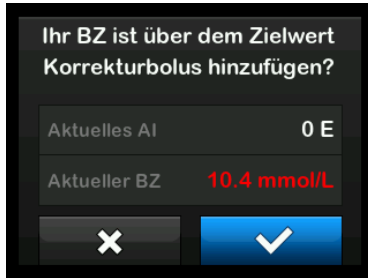 Ihr BZ ist über dem Zielwert
Korrekturbolus hinzufügen?
Aktuelles AI 0 E
Aktueller BZ 10.4 mmol/L